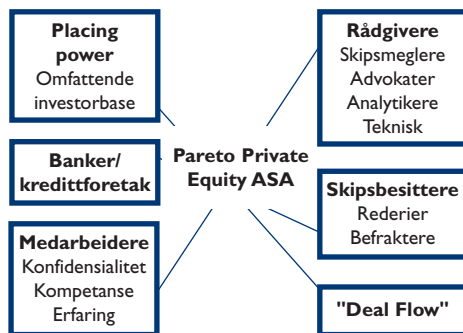 Placing
power
Omfattende
investorbase
Banker/
kredittforetak
Medarbeidere
Konfidensialitet
Kompetanse
Erfaring
Pareto Private
Equity ASA
Rådgivere
Skipsmeglere
Advokater
Analytikere
Teknisk
Skipsbesittere
Rederier
Befraktere
"Deal Flow"